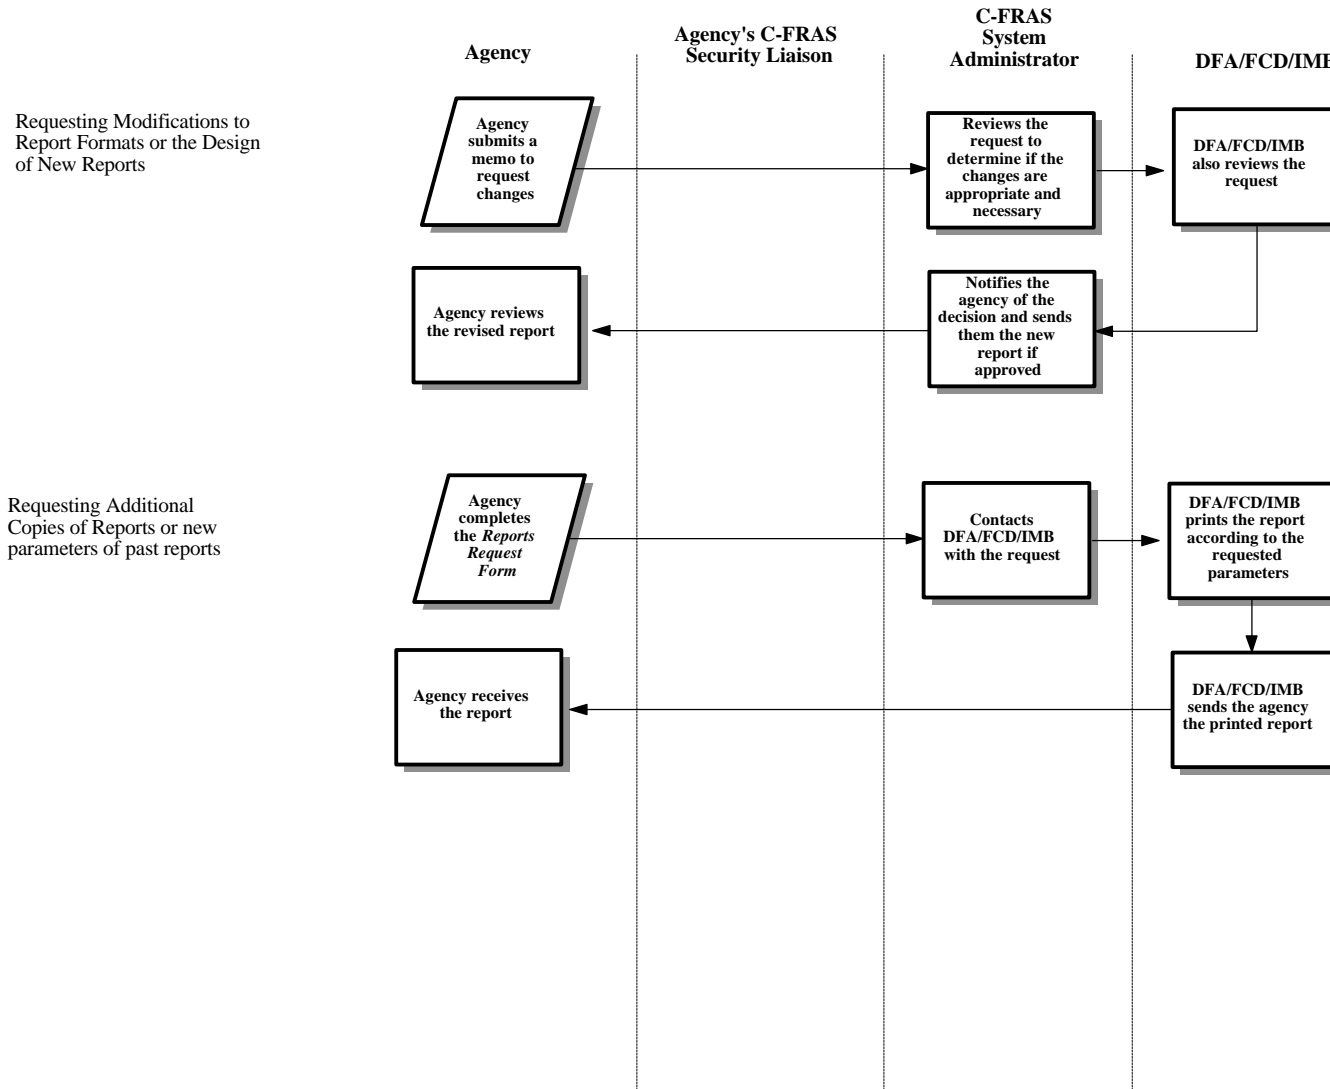 Agency
Agency's C-FRAS
Security Liaison
C-FRAS
System
Administrator
DFA/FCD/IMB
Requesting Modifications to
Report Formats or the Design
of New Reports
Agency
submits a
memo to
request
changes
Reviews the
request to
determine if the
changes are
appropriate and
necessary
DFA/FCD/IMB
also reviews the
request
Agency reviews
the revised report
Notifies the
agency of the
decision and sends
them the new
report if
approved
Requesting Additional
Copies of Reports or new
parameters of past reports
Agency
completes
the Reports
Request
Form
Contacts
DFA/FCD/IMB
with the request
DFA/FCD/IMB
prints the report
according to the
requested
parameters
Agency receives
the report
DFA/FCD/IMB
sends the agency
the printed report